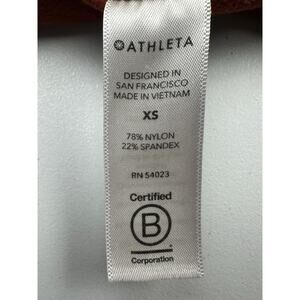 ATHLETA
DESIGNED IN
SAN FRANCISCO
MADE IN VIETNAM
XS
78% NYLON
22% SPANDEX
RN 54023
Certified
B
Corporation